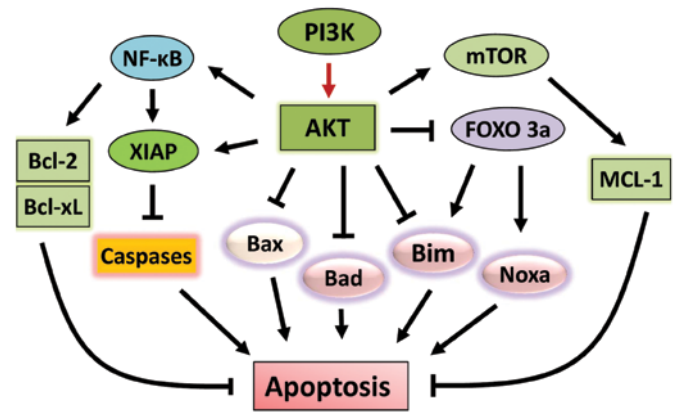 PI3K
NF-κB
mTOR
AKT
FOXO 3a
XIAP
Bcl-2
MCL-1
Bcl-xL
Caspases
Bax
Bim
Bad
Noxa
Apoptosis